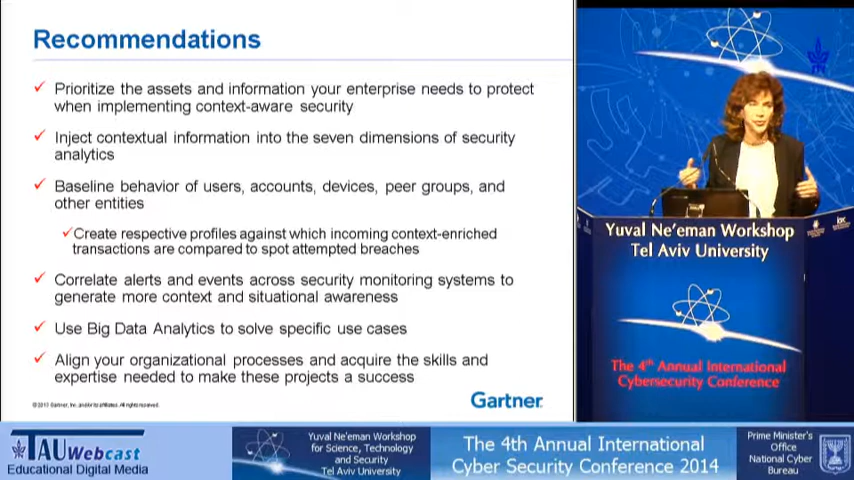 Recommendations
Prioritize the assets and information your enterprise needs to protect
when implementing context-aware security
Inject contextual information into the seven dimensions of security
analytics
Baseline behavior of users, accounts, devices, peer groups, and
other entities
Create respective profiles against which incoming context-enriched
transactions are compared to spot attempted breaches
Correlate alerts and events across security monitoring systems to
generate more context and situational awareness
Use Big Data Analytics to solve specific use cases
Align your organizational processes and acquire the skills and
expertise needed to make these projects a success
Gartner
Yuval Ne'eman Workshop
Tel Aviv University
The 4th Annual International
Cybersecurity Conference
TAUWebcast
Educational Digital Media
Yuval Ne'eman Workshop
for Science, Technology
and Security
Tel Aviv University
The 4th Annual International
Cyber Security Conference 2014
Prime Minister's
Office
National Cyber
Bureau